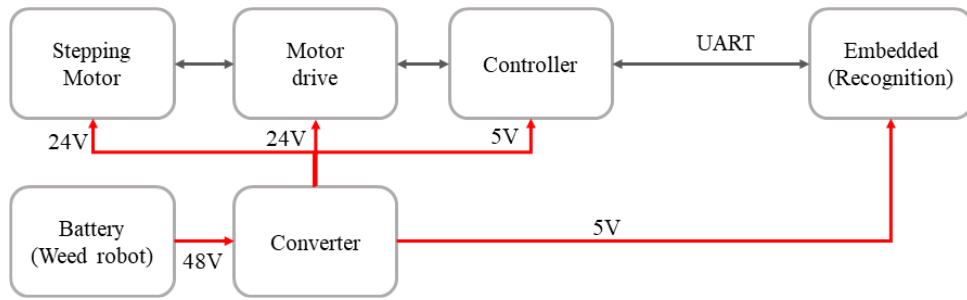 Stepping
Motor
Motor
drive
Controller
UART
Embedded
(Recognition)
24V
24V
5V
Battery
(Weed robot)
48V
Converter
5V